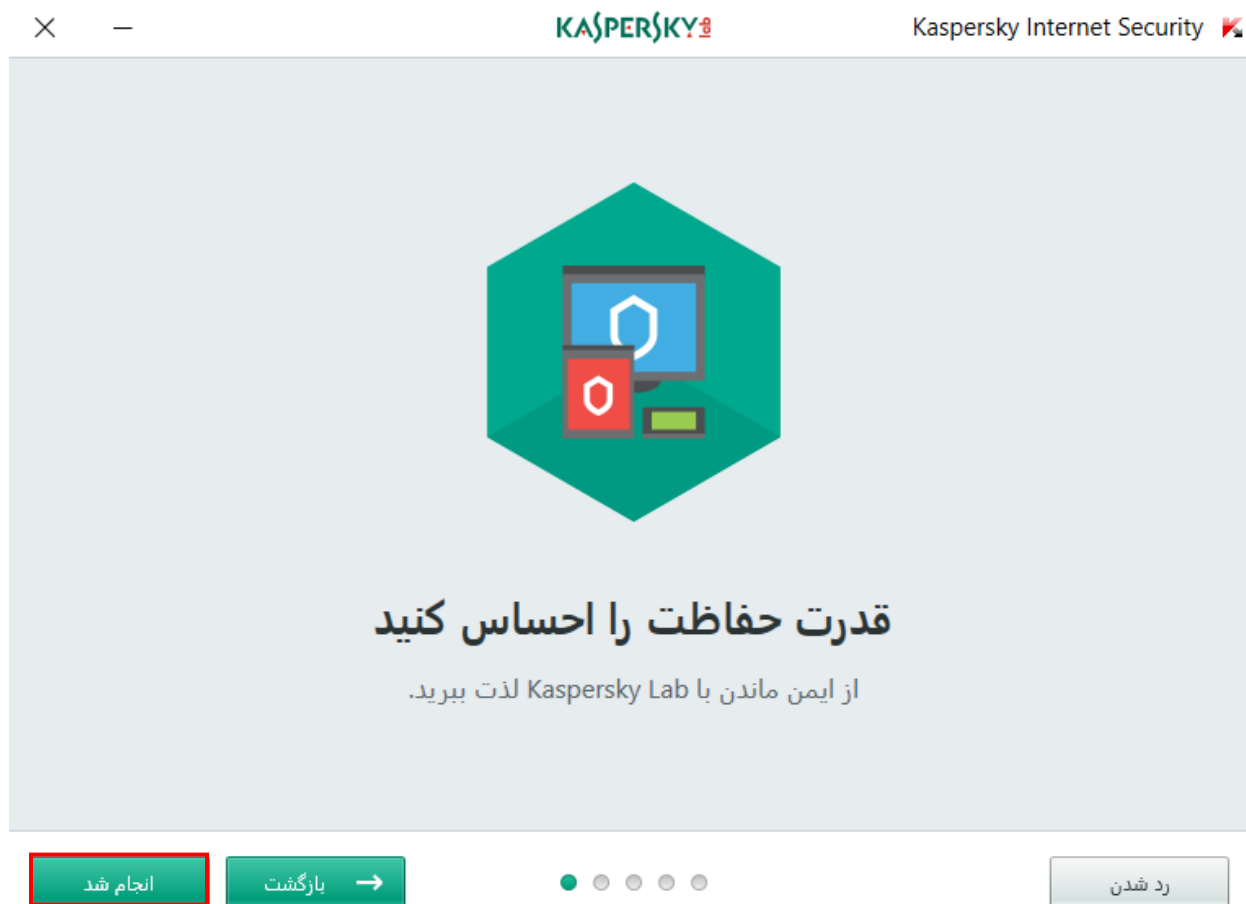 Kaspersky Internet Security
KASPERSKY lab
قدرت حفاظت را احساس کنید
از ایمن ماندن با Kaspersky Lab لذت ببرید.
رد شدن
بازگشت →
انجام شد